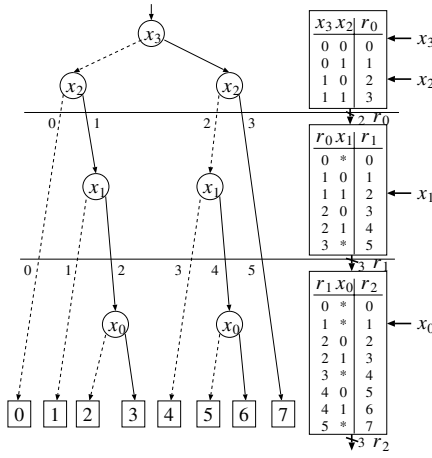 x3
x2 x2
0 1 2 3
x1 x1
0 1 2 3 4 5
x0 x0
0 1 2 3 4 5 6 7
x3 x2 r0
0 0 0
0 1 1
1 0 2
1 1 3
x3
x2
2 r0
r0 x1 r1
0 * 0
1 0 1
1 1 2
2 0 3
2 1 4
3 * 5
x1
3 r1
r1 x0 r2
0 * 0
1 * 1
2 0 2
2 1 3
3 * 4
4 0 5
4 1 6
5 * 7
x0
3 r2